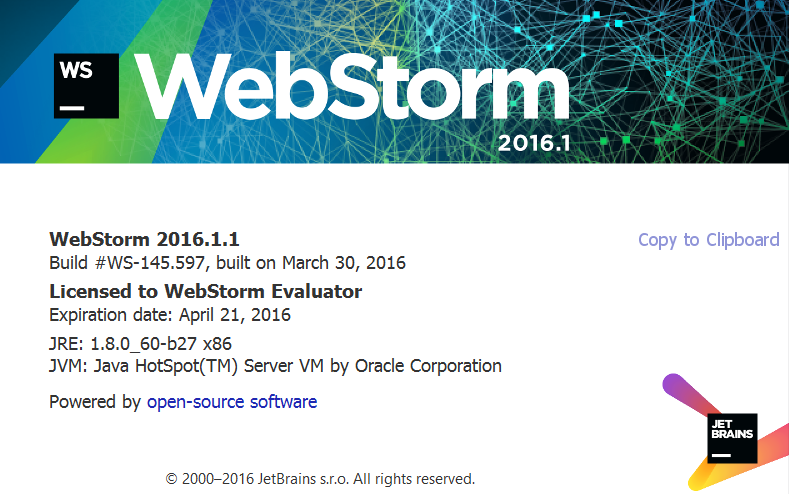 WS
WebStorm
2016.1
WebStorm 2016.1.1
Copy to Clipboard
Build #WS-145.597, built on March 30, 2016
Licensed to WebStorm Evaluator
Expiration date: April 21, 2016
JRE: 1.8.0_60-b27 x86
JVM: Java HotSpot(TM) Server VM by Oracle Corporation
Powered by open-source software
JET
BRAINS
© 2000–2016 JetBrains s.r.o. All rights reserved.